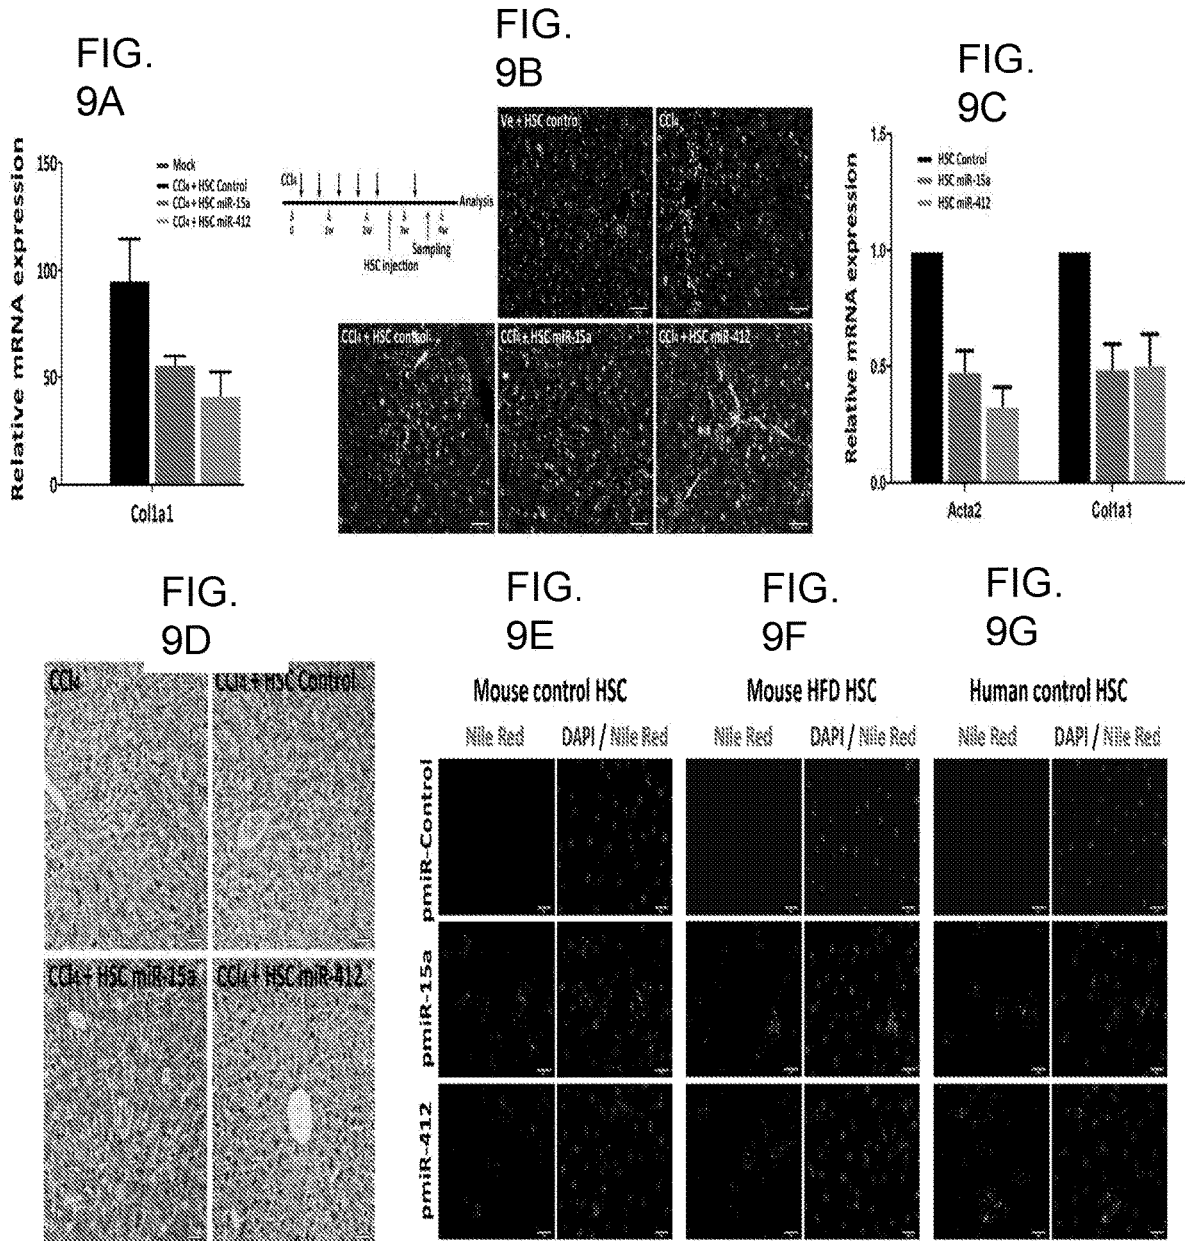 FIG.
9A
Relative mRNA expression
150
100
50
0
Mock
CCl₄ + HSC Control
CCl₄ + HSC miR-15a
CCl₄ + HSC miR-412
Col1a1
FIG.
9B
CCl₄
Analysis
0
1w
2w
3w
4w
Sampling
HSC injection
Ve + HSC control
CCl₄
CCl₄ + HSC control
CCl₄ + HSC miR-15a
CCl₄ + HSC miR-412
FIG.
9C
Relative mRNA expression
1.5
1.0
0.5
0.0
HSC Control
HSC miR-15a
HSC miR-412
Acta2
Col1a1
FIG.
9D
CCl₄
CCl₄ + HSC Control
CCl₄ + HSC miR-15a
CCl₄ + HSC miR-412
FIG.
9E
Mouse control HSC
Nile Red
DAPI / Nile Red
FIG.
9F
Mouse HFD HSC
Nile Red
DAPI / Nile Red
FIG.
9G
Human control HSC
Nile Red
DAPI / Nile Red
pmiR-Control
pmiR-15a
pmiR-412